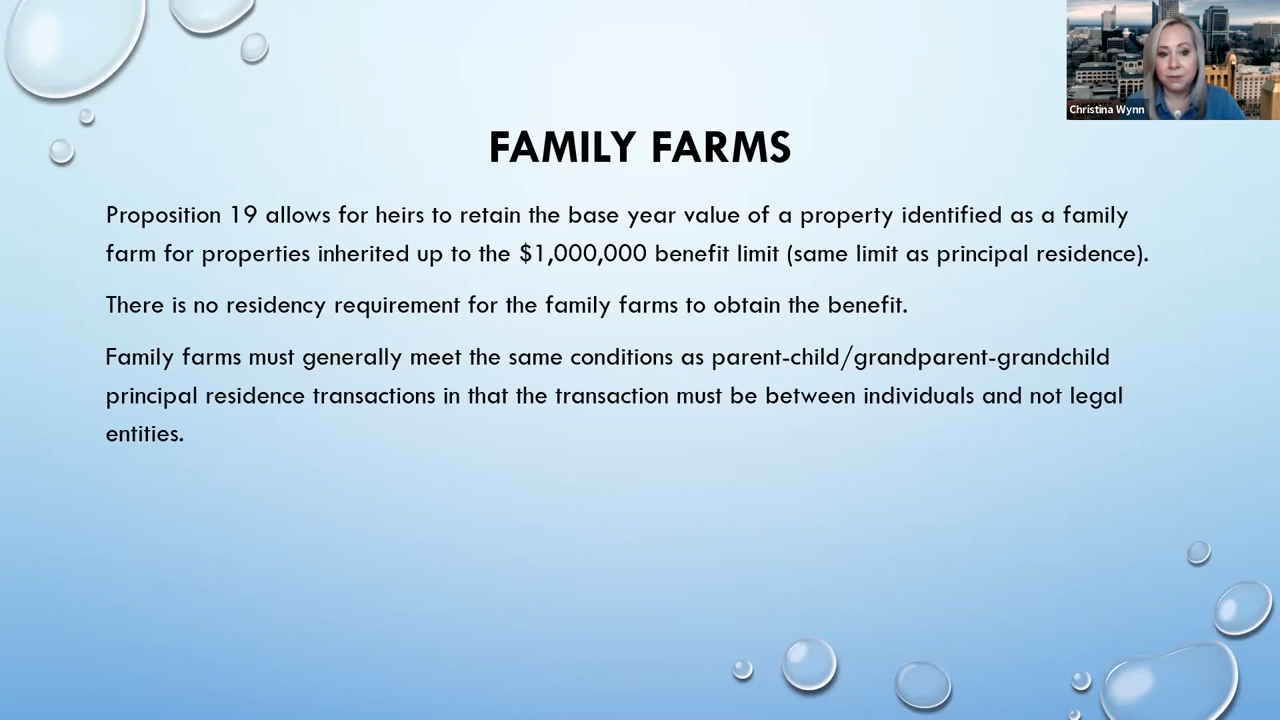 Christina Wynn
FAMILY FARMS
Proposition 19 allows for heirs to retain the base year value of a property identified as a family
farm for properties inherited up to the $1,000,000 benefit limit (same limit as principal residence).
There is no residency requirement for the family farms to obtain the benefit.
Family farms must generally meet the same conditions as parent-child/grandparent-grandchild
principal residence transactions in that the transaction must be between individuals and not legal
entities.